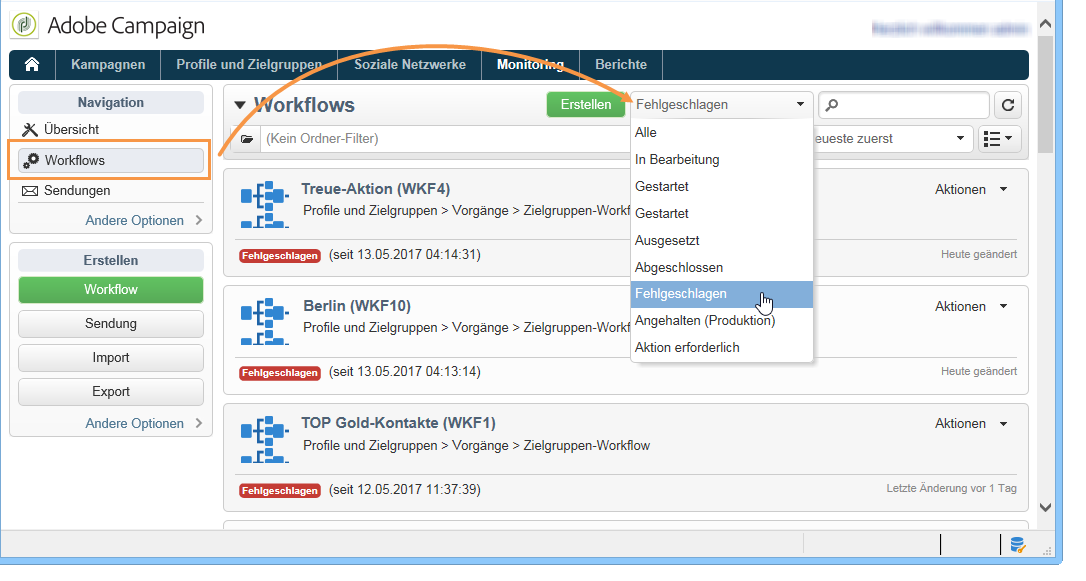 Adobe Campaign
Kampagnen Profile und Zielgruppen Soziale Netzwerke Monitoring Berichte
Navigation
Übersicht
Workflows
Sendungen
Andere Optionen
Erstellen
Workflow
Sendung
Import
Export
Andere Optionen
Workflows Erstellen Fehlgeschlagen
(Kein Ordner-Filter) eueste zuerst
Alle
In Bearbeitung
Gestartet
Gestartet
Ausgesetzt
Abgeschlossen
Fehlgeschlagen
Angehalten (Produktion)
Aktion erforderlich
Treue-Aktion (WKF4) Aktionen
Profile und Zielgruppen > Vorgänge > Zielgruppen-Workf
Fehlgeschlagen (seit 13.05.2017 04:14:31) Heute geändert
Berlin (WKF10) Aktionen
Profile und Zielgruppen > Vorgänge > Zielgruppen-Workf
Fehlgeschlagen (seit 13.05.2017 04:13:14) Heute geändert
TOP Gold-Kontakte (WKF1) Aktionen
Profile und Zielgruppen > Vorgänge > Zielgruppen-Workflow
Fehlgeschlagen (seit 12.05.2017 11:37:39) Letzte Änderung vor 1 Tag